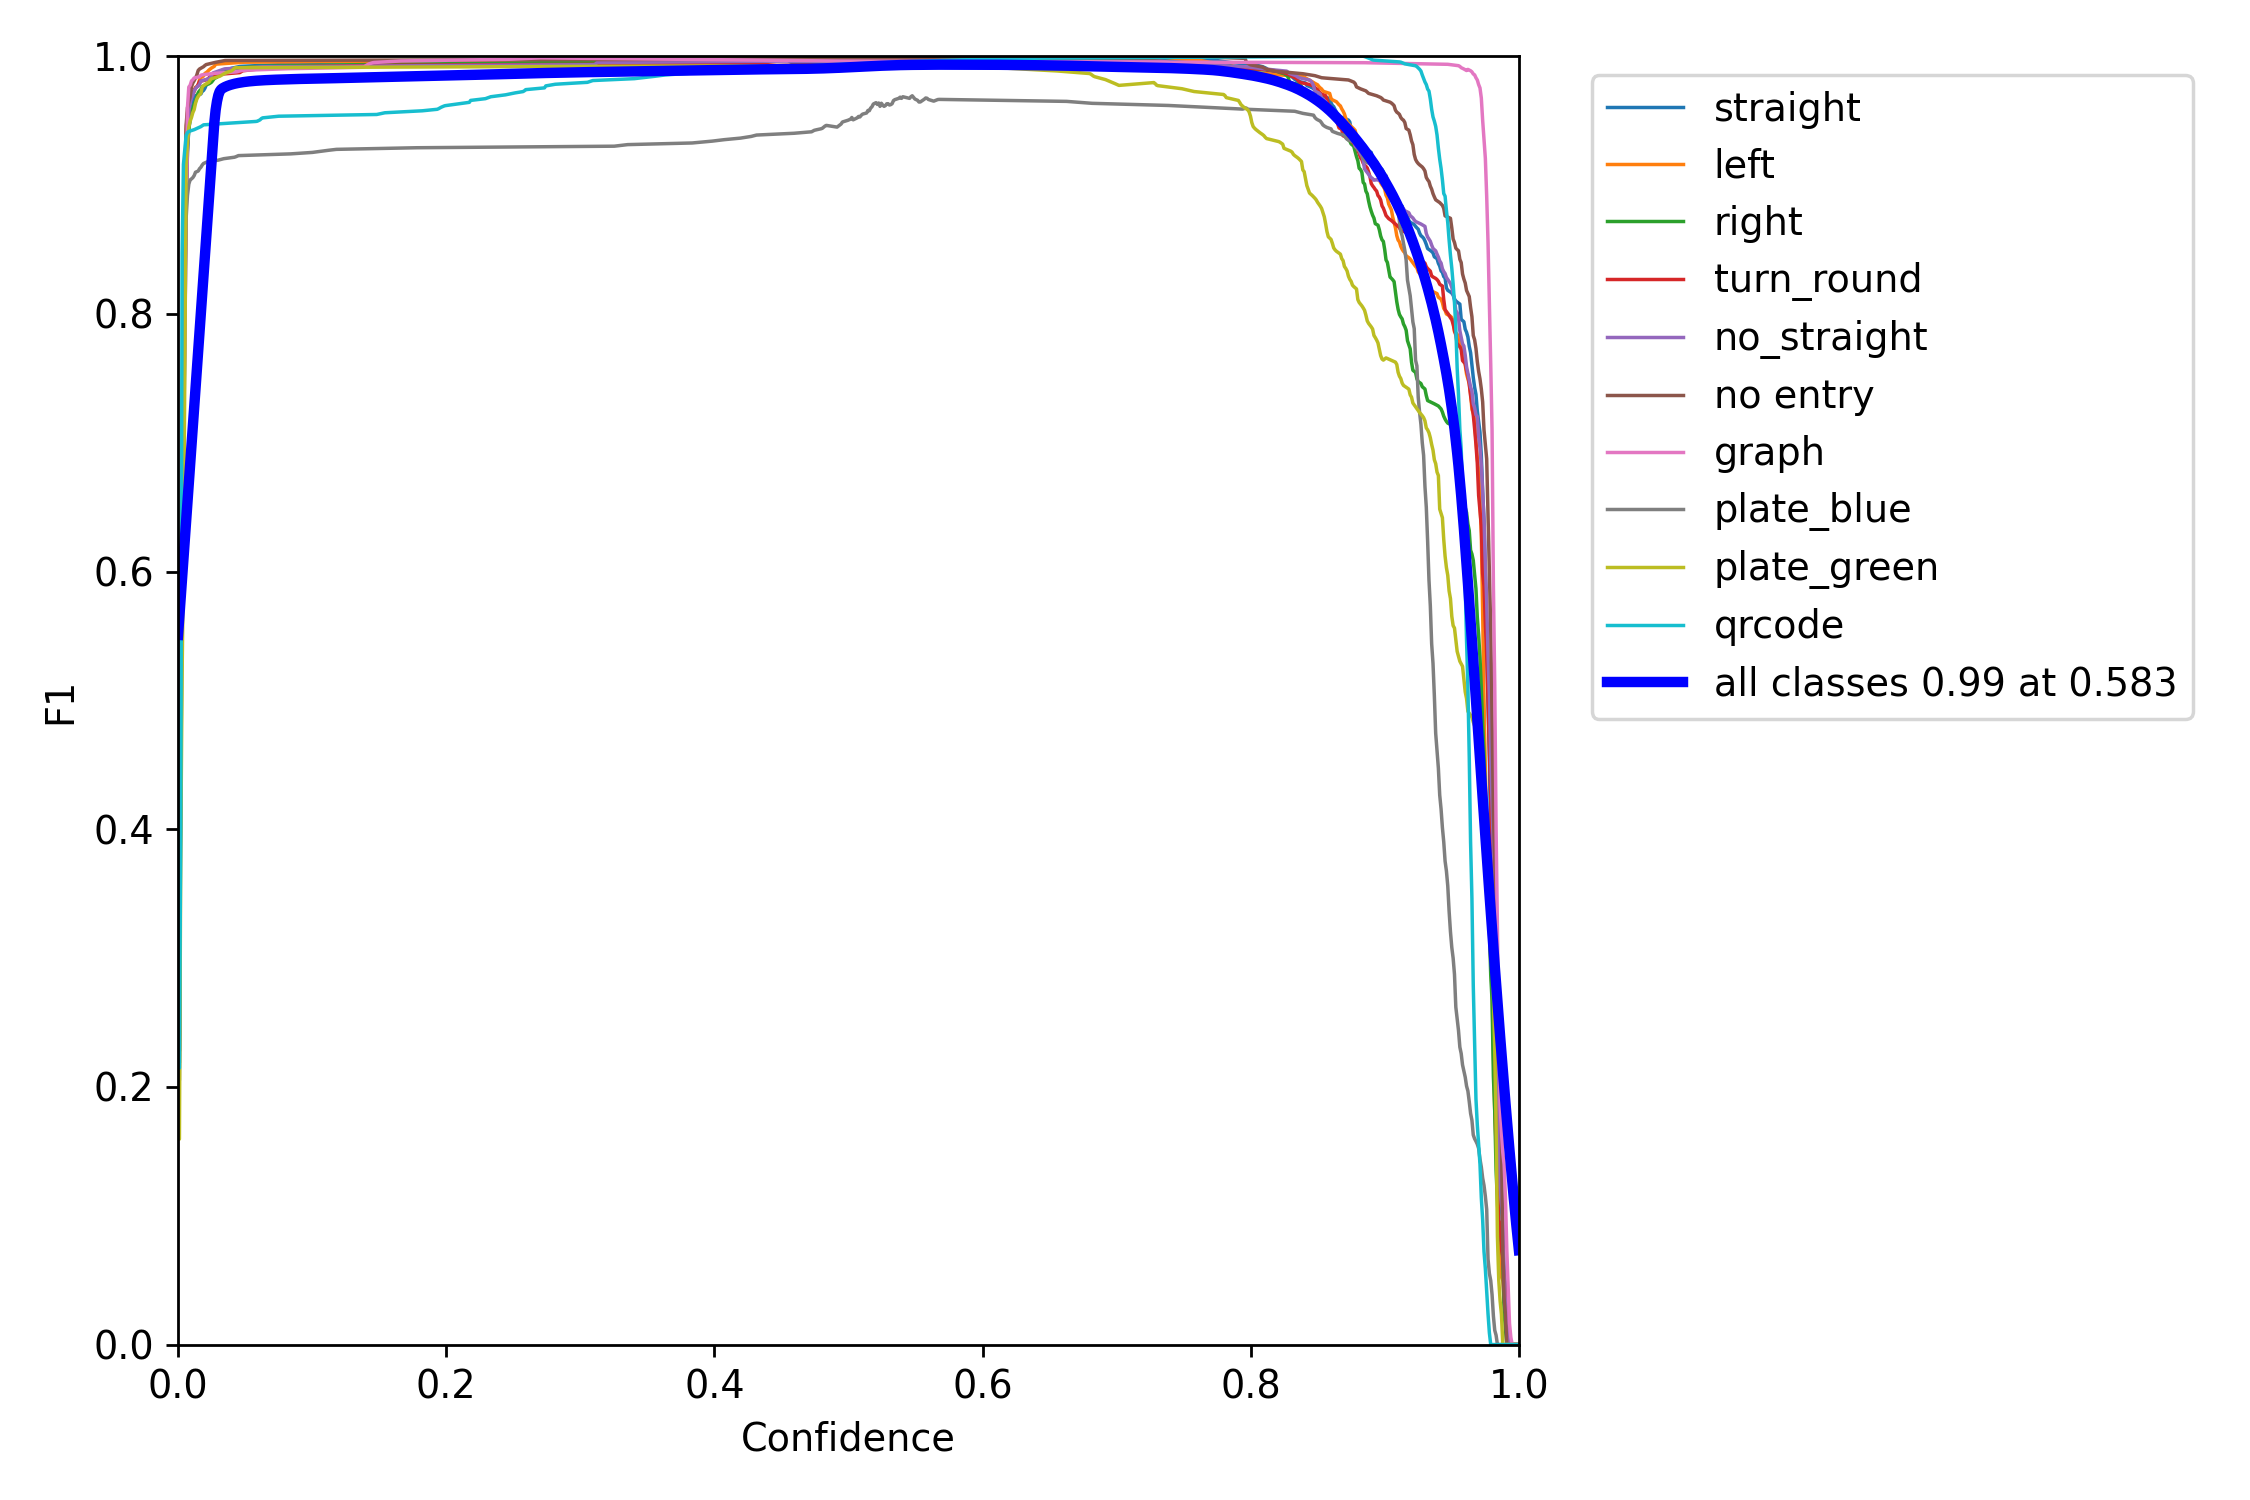 1.0
0.8
0.6
0.4
0.2
0.0
F1
0.0 0.2 0.4 0.6 0.8 1.0
Confidence
straight
left
right
turn_round
no_straight
no entry
graph
plate_blue
plate_green
qrcode
all classes 0.99 at 0.583